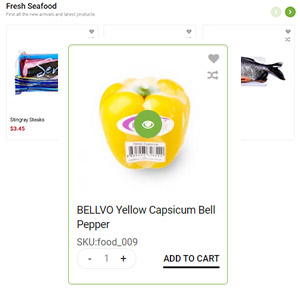 Fresh Seafood
Find all the new arrivals and latest products
Stingray Steaks
$3.45
BELLVO Yellow Capsicum Bell
Pepper
SKU:food_009
- 1 +
ADD TO CART